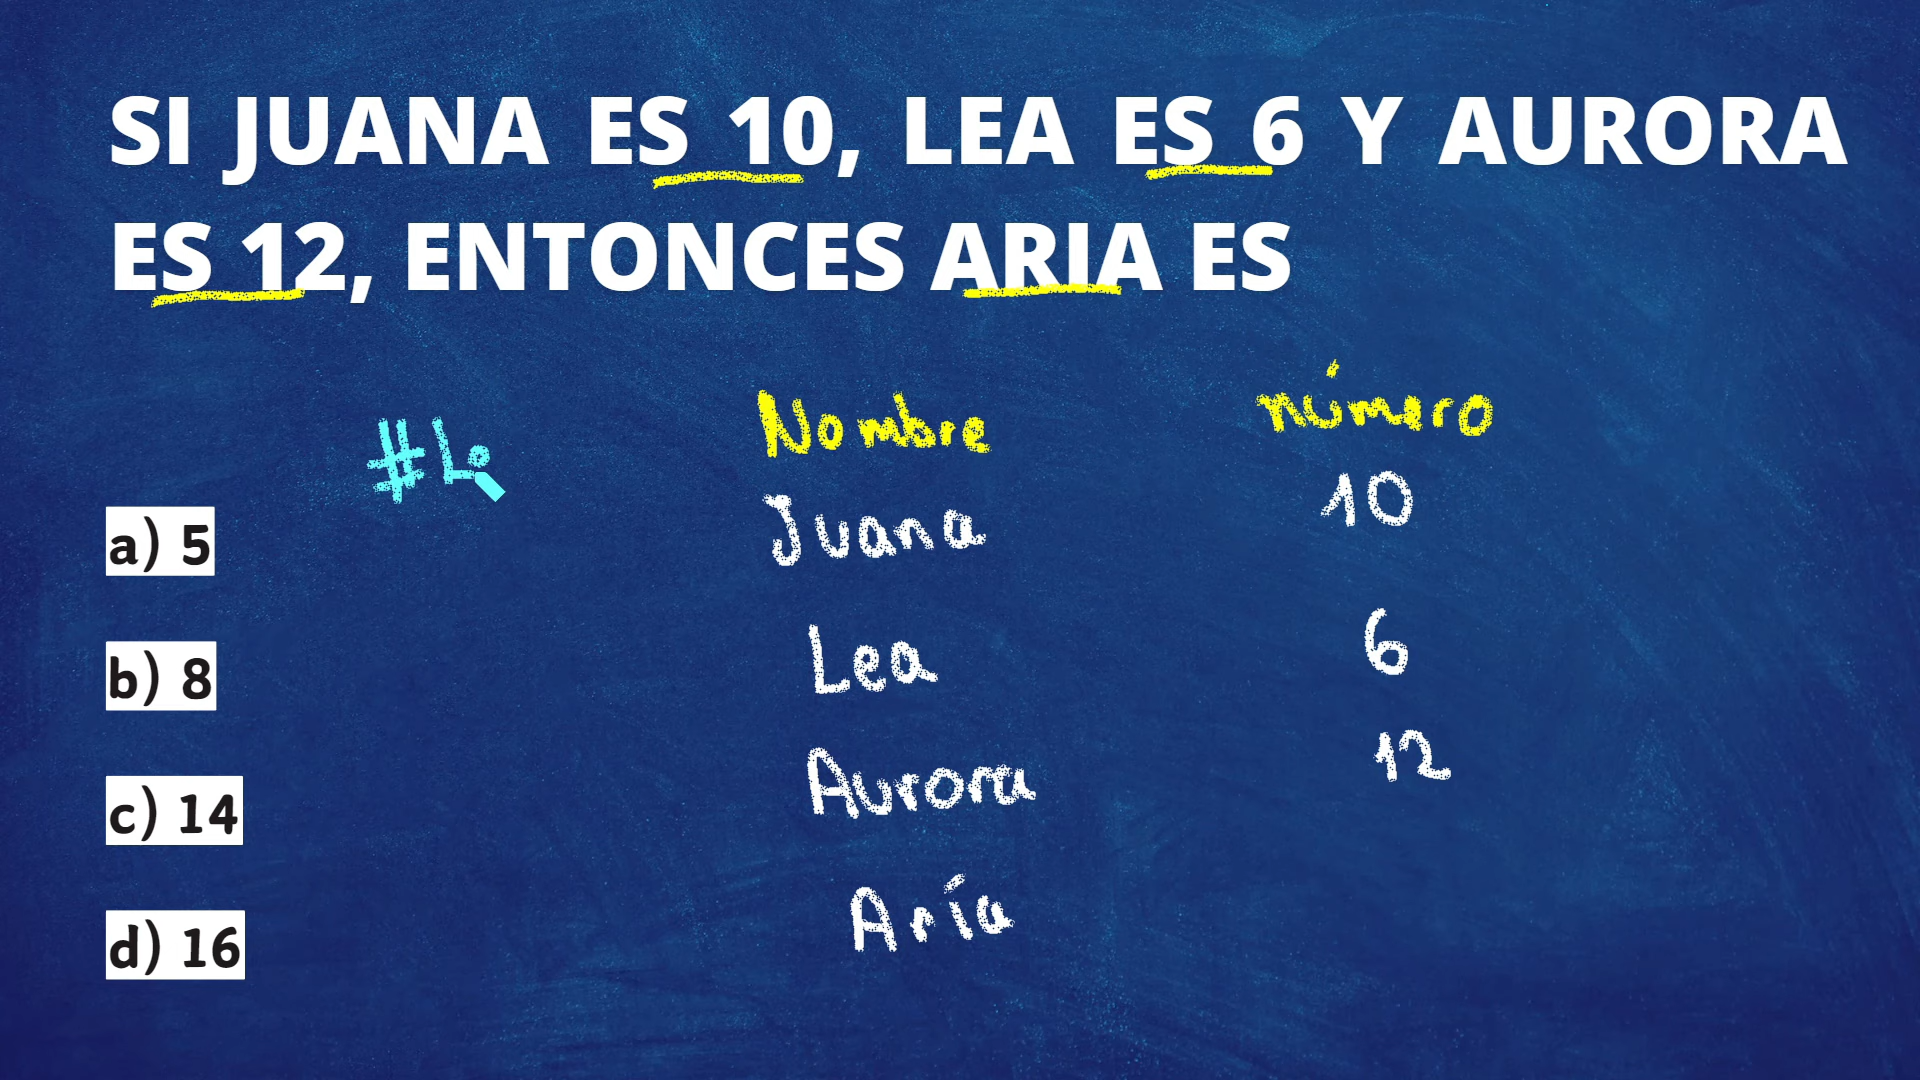 SI JUANA ES 10, LEA ES 6 Y AURORA
ES 12, ENTONCES ARIA ES
#Le
Nombre
número
a) 5
Juana
10
b) 8
Lea
6
c) 14
Aurora
12
d) 16
Aría